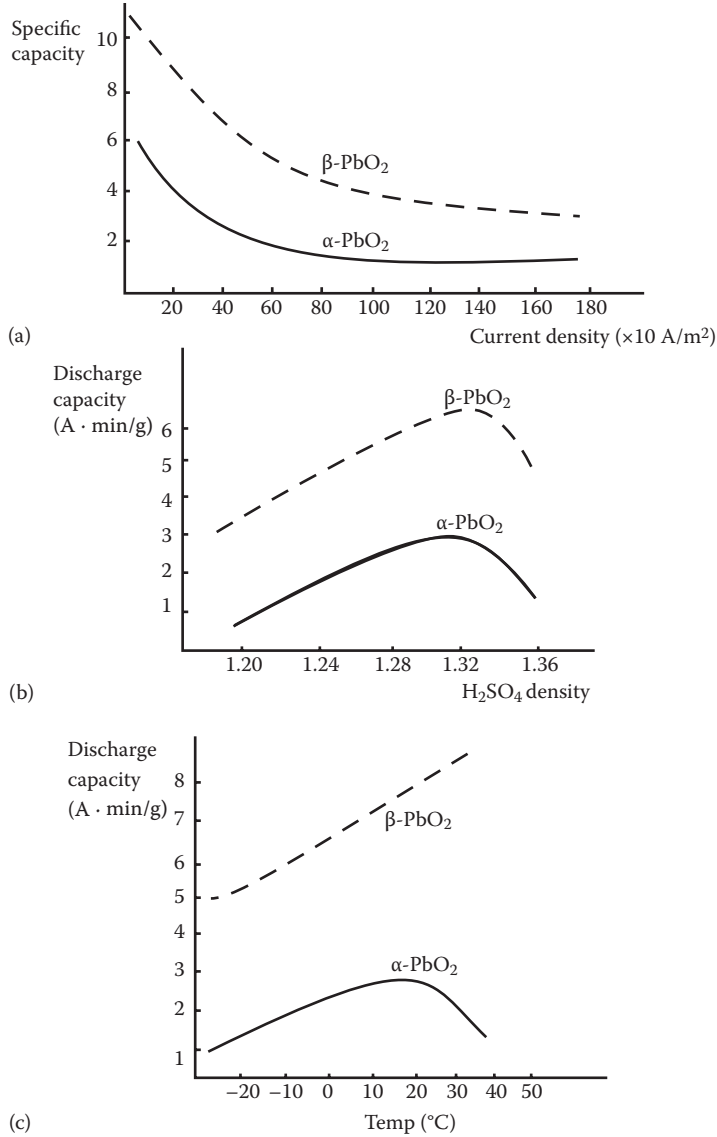 Specific
capacity
10
8
6
4
2
β-PbO₂
α-PbO₂
20 40 60 80 100 120 140 160 180
(a)
Current density (×10 A/m²)
Discharge
capacity
(A · min/g)
6
5
4
3
2
1
β-PbO₂
α-PbO₂
1.20 1.24 1.28 1.32 1.36
(b)
H₂SO₄ density
Discharge
capacity
(A · min/g)
8
7
6
5
4
3
2
1
β-PbO₂
α-PbO₂
−20 −10 0 10 20 30 40 50
(c)
Temp (°C)